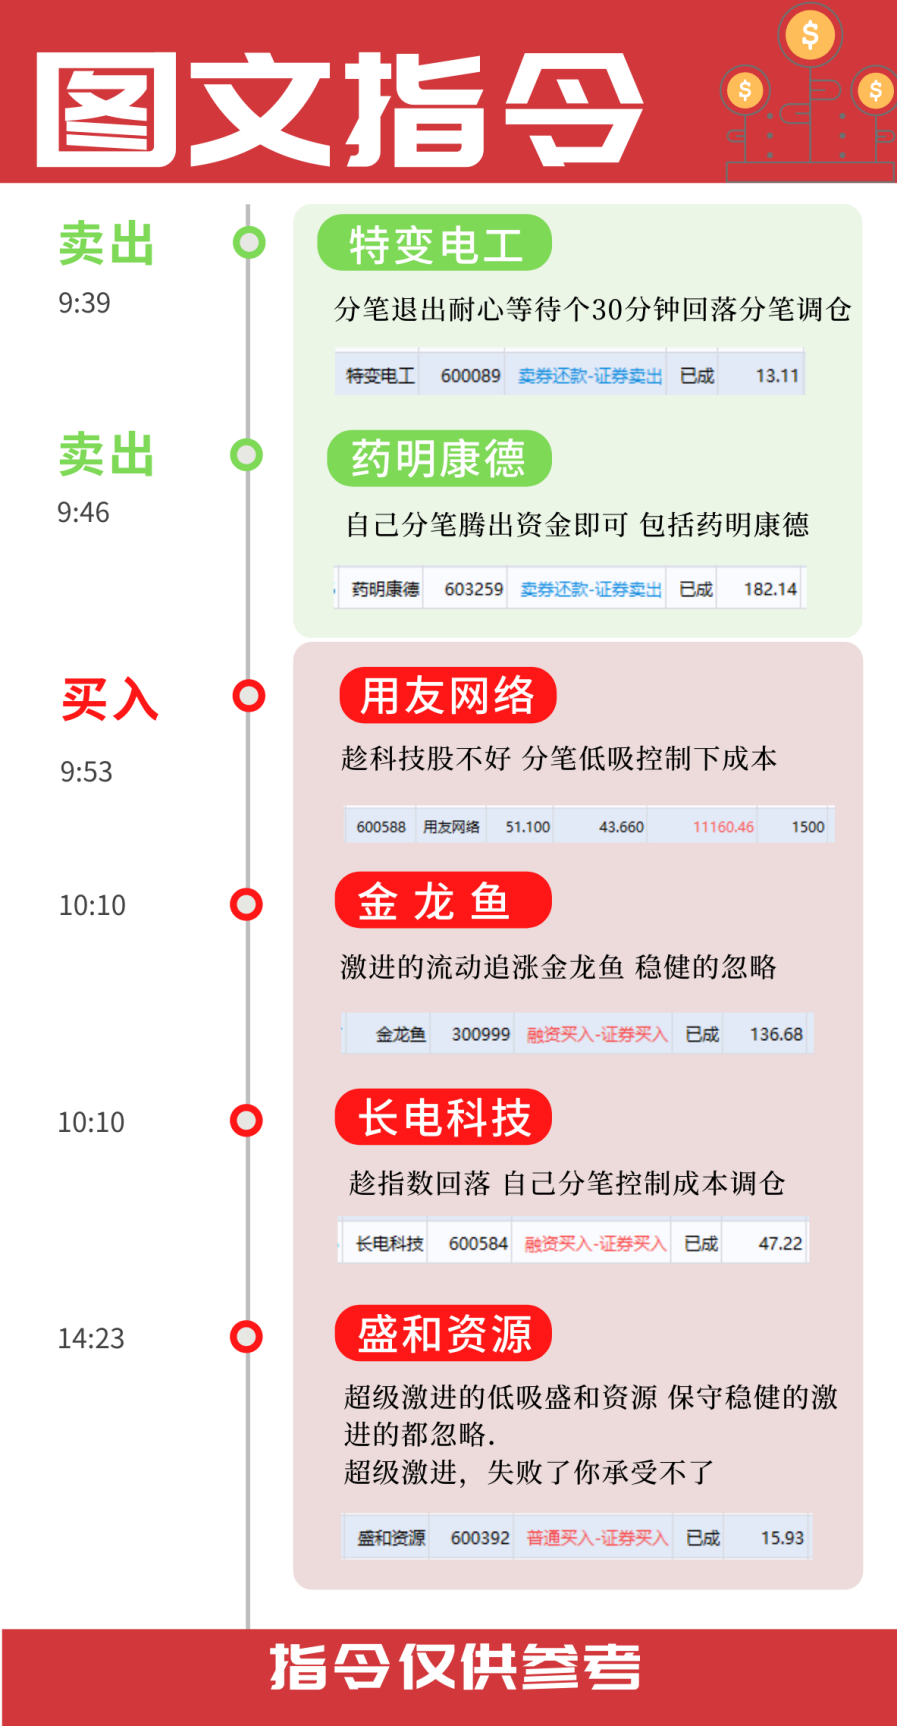 图文指令
卖出
特变电工
9:39
分笔退出耐心等待个30分钟回落分笔调仓
特变电工 600089 卖券还款-证券卖出 已成 13.11
卖出
药明康德
9:46
自己分笔腾出资金即可 包括药明康德
药明康德 603259 卖券还款-证券卖出 已成 182.14
买入
用友网络
9:53
趁科技股不好 分笔低吸控制下成本
600588 用友网络 51.100 43.660 11160.46 1500
10:10
金龙鱼
激进的流动追涨金龙鱼 稳健的忽略
金龙鱼 300999 融资买入-证券买入 已成 136.68
10:10
长电科技
趁指数回落 自己分笔控制成本调仓
长电科技 600584 融资买入-证券买入 已成 47.22
14:23
盛和资源
超级激进的低吸盛和资源 保守稳健的激
进的都忽略.
超级激进，失败了你承受不了
盛和资源 600392 普通买入-证券买入 已成 15.93
指令仅供参考